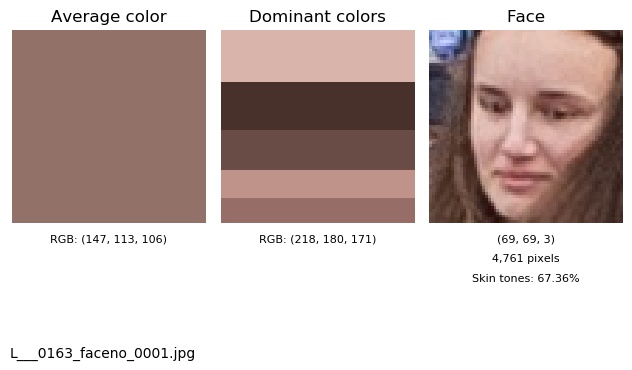 Average color
Dominant colors
Face
RGB: (147, 113, 106)
RGB: (218, 180, 171)
(69, 69, 3)
4,761 pixels
Skin tones: 67.36%
L___0163_faceno_0001.jpg